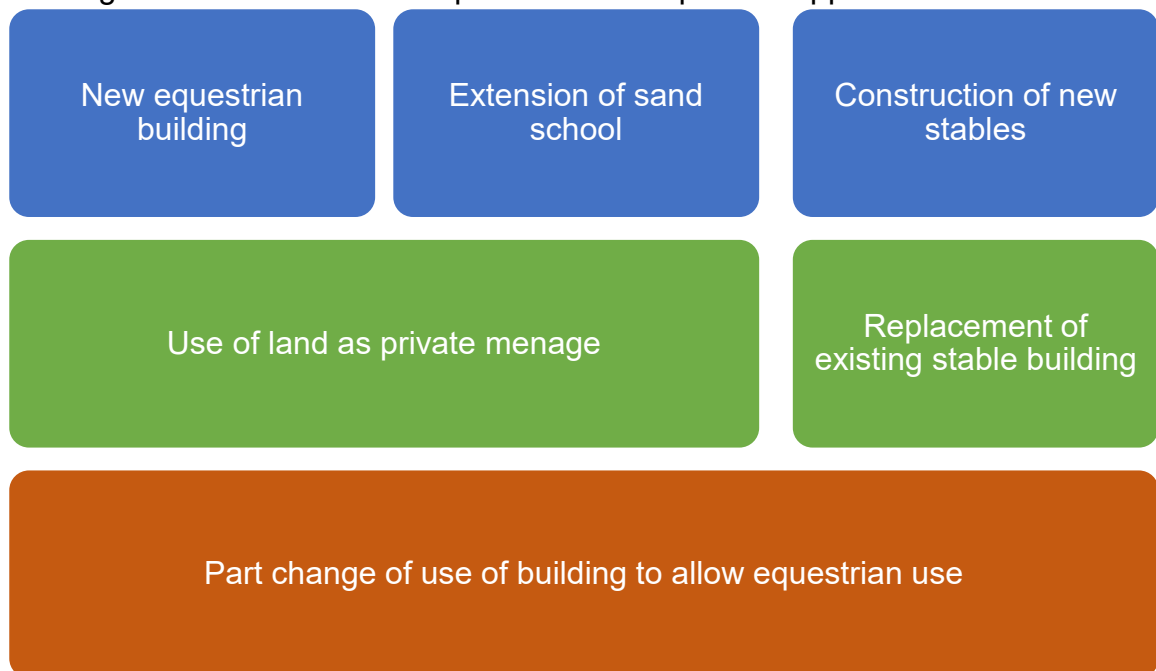 New equestrian
building
Extension of sand
school
Construction of new
stables
Use of land as private menage
Replacement of
existing stable building
Part change of use of building to allow equestrian use